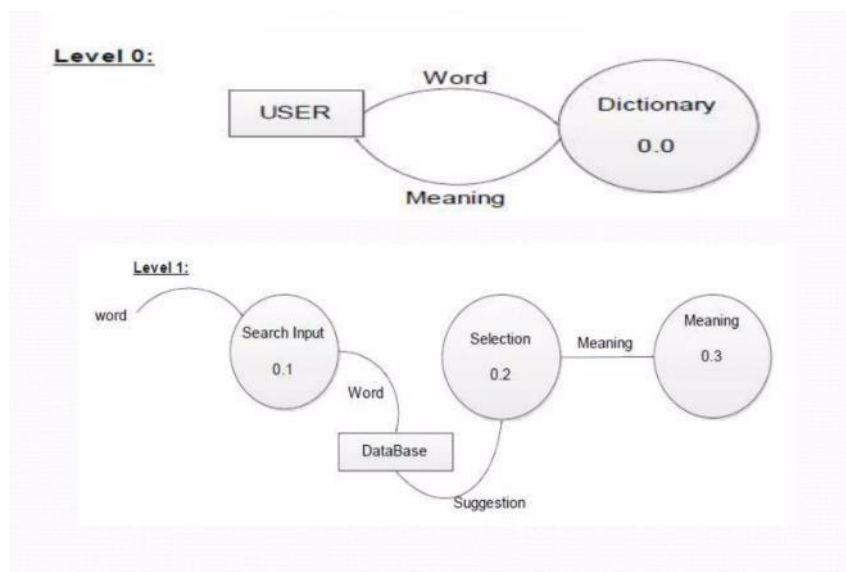 Level 0:
Word
USER
Dictionary
0.0
Meaning
Level 1:
word
Search Input
0.1
Word
DataBase
Suggestion
Selection
0.2
Meaning
Meaning
0.3